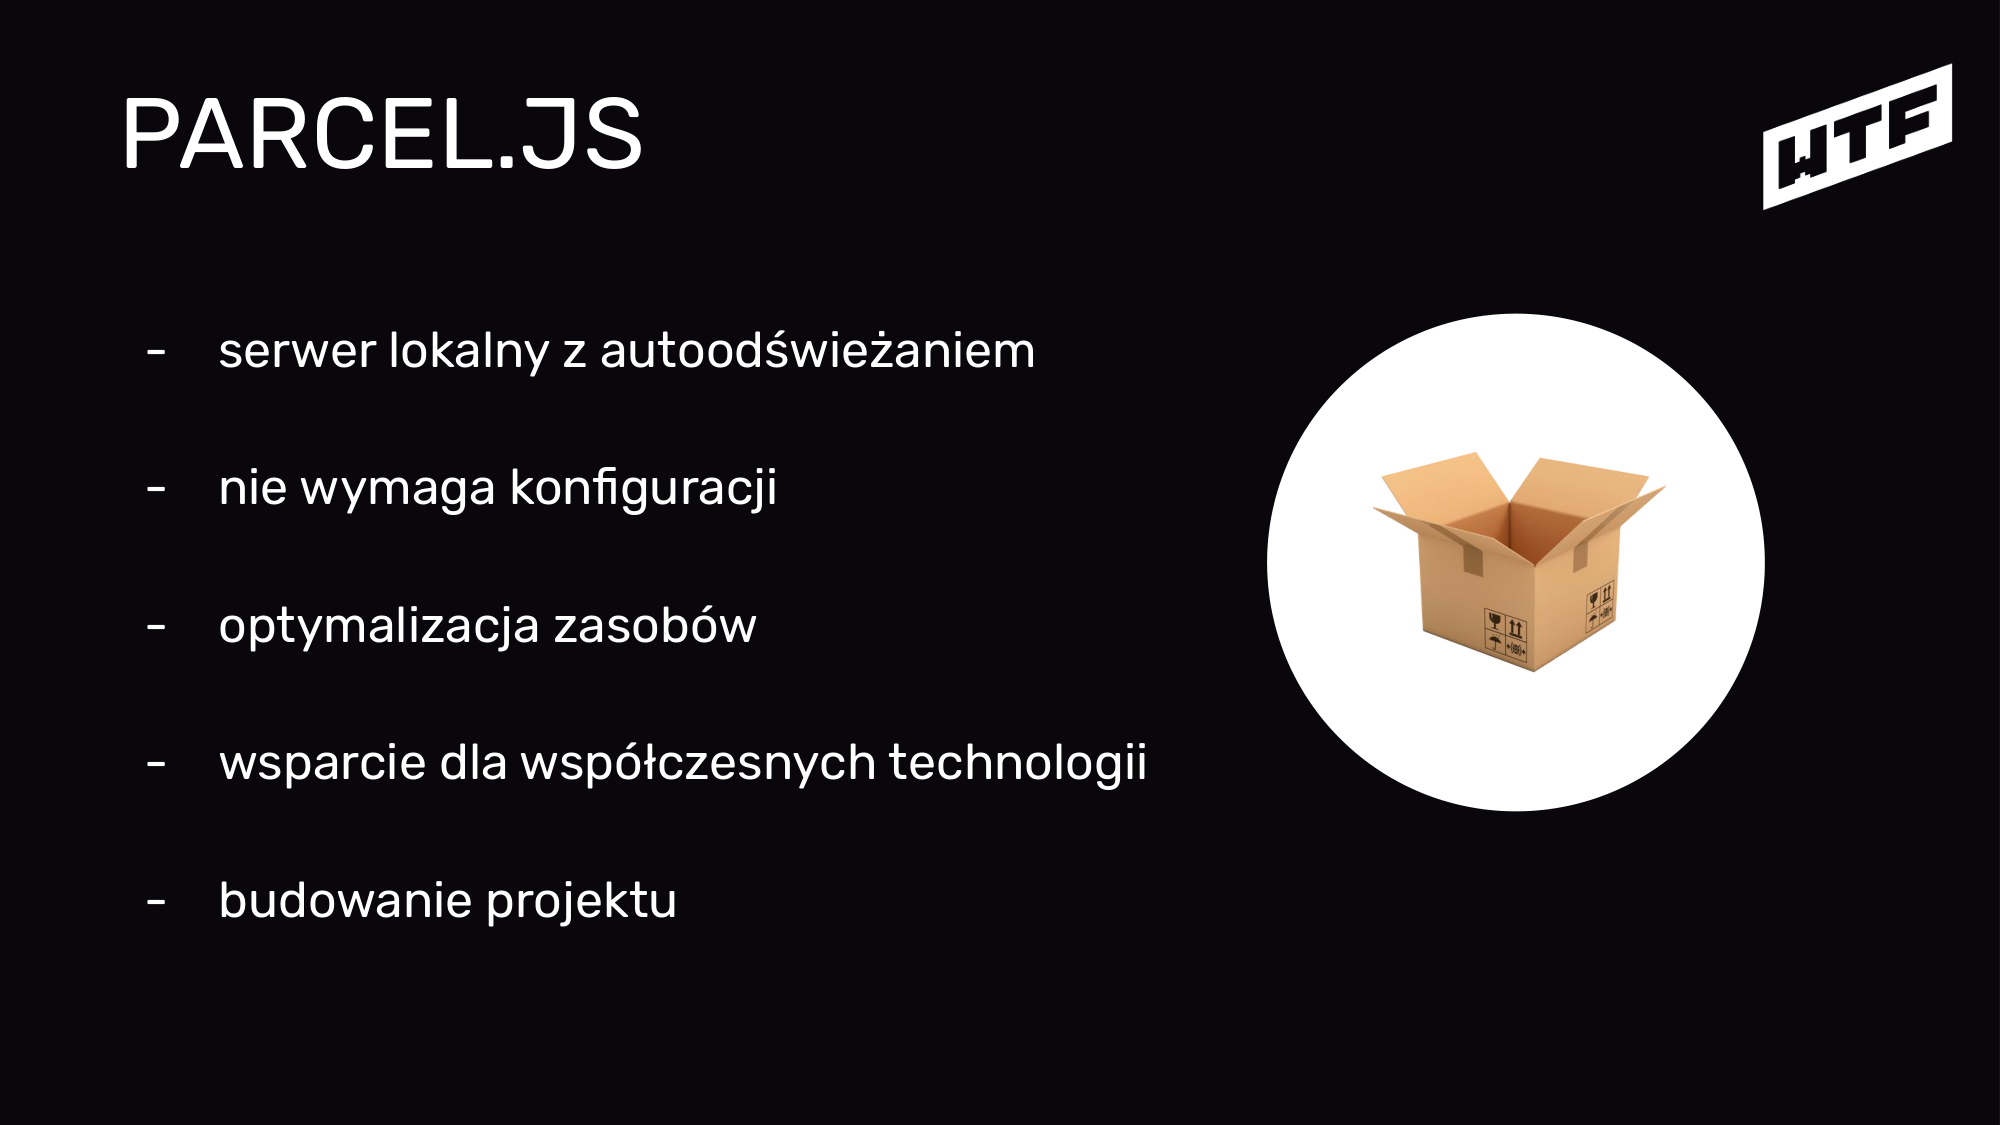 PARCEL.JS
WTF
- serwer lokalny z autoodświeżaniem
- nie wymaga konfiguracji
- optymalizacja zasobów
- wsparcie dla współczesnych technologii
- budowanie projektu